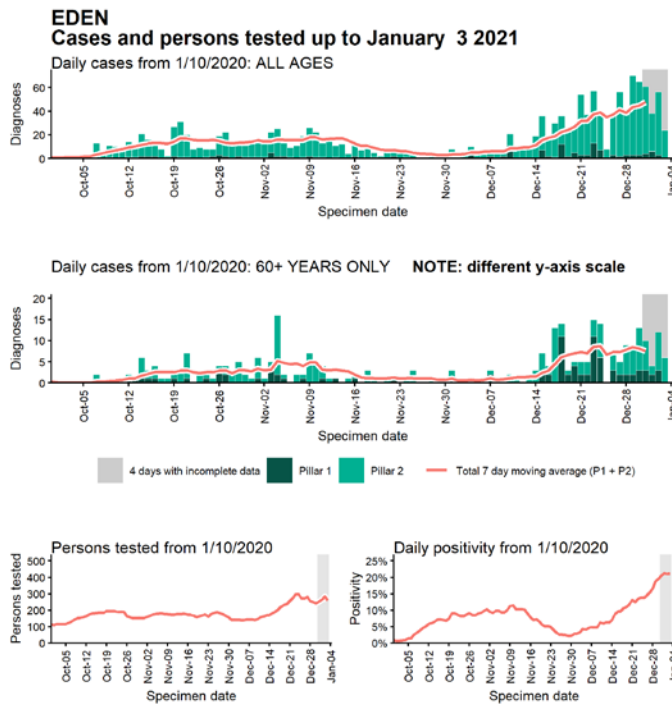 EDEN
Cases and persons tested up to January 3 2021
Daily cases from 1/10/2020: ALL AGES
Diagnoses
60
40
20
0
Oct-05
Oct-12
Oct-19
Oct-26
Nov-02
Nov-09
Nov-16
Nov-23
Nov-30
Dec-07
Dec-14
Dec-21
Dec-28
Jan-04
Specimen date
Daily cases from 1/10/2020: 60+ YEARS ONLY NOTE: different y-axis scale
Diagnoses
20
15
10
5
0
Oct-05
Oct-12
Oct-19
Oct-26
Nov-02
Nov-09
Nov-16
Nov-23
Nov-30
Dec-07
Dec-14
Dec-21
Dec-28
Jan-04
Specimen date
4 days with incomplete data
Pillar 1
Pillar 2
Total 7 day moving average (P1 + P2)
Persons tested from 1/10/2020
Persons tested
500
400
300
200
100
0
Oct-05
Oct-12
Oct-19
Oct-26
Nov-02
Nov-09
Nov-16
Nov-23
Nov-30
Dec-07
Dec-14
Dec-21
Dec-28
Jan-04
Specimen date
Daily positivity from 1/10/2020
Positivity
25%
20%
15%
10%
5%
0%
Oct-05
Oct-12
Oct-19
Oct-26
Nov-02
Nov-09
Nov-16
Nov-23
Nov-30
Dec-07
Dec-14
Dec-21
Dec-28
Jan-04
Specimen date